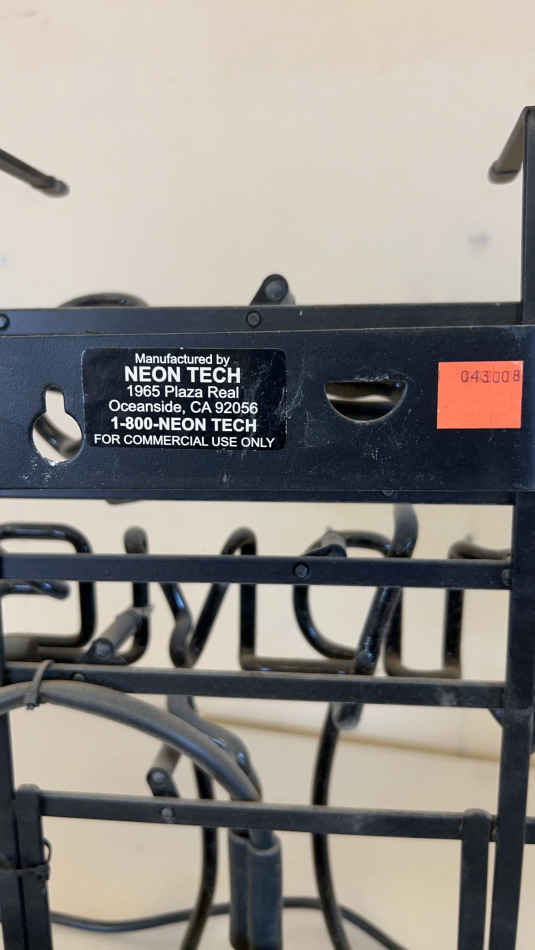 Manufactured by
NEON TECH
1965 Plaza Real
Oceanside, CA 92056
1-800-NEON TECH
FOR COMMERCIAL USE ONLY
043008